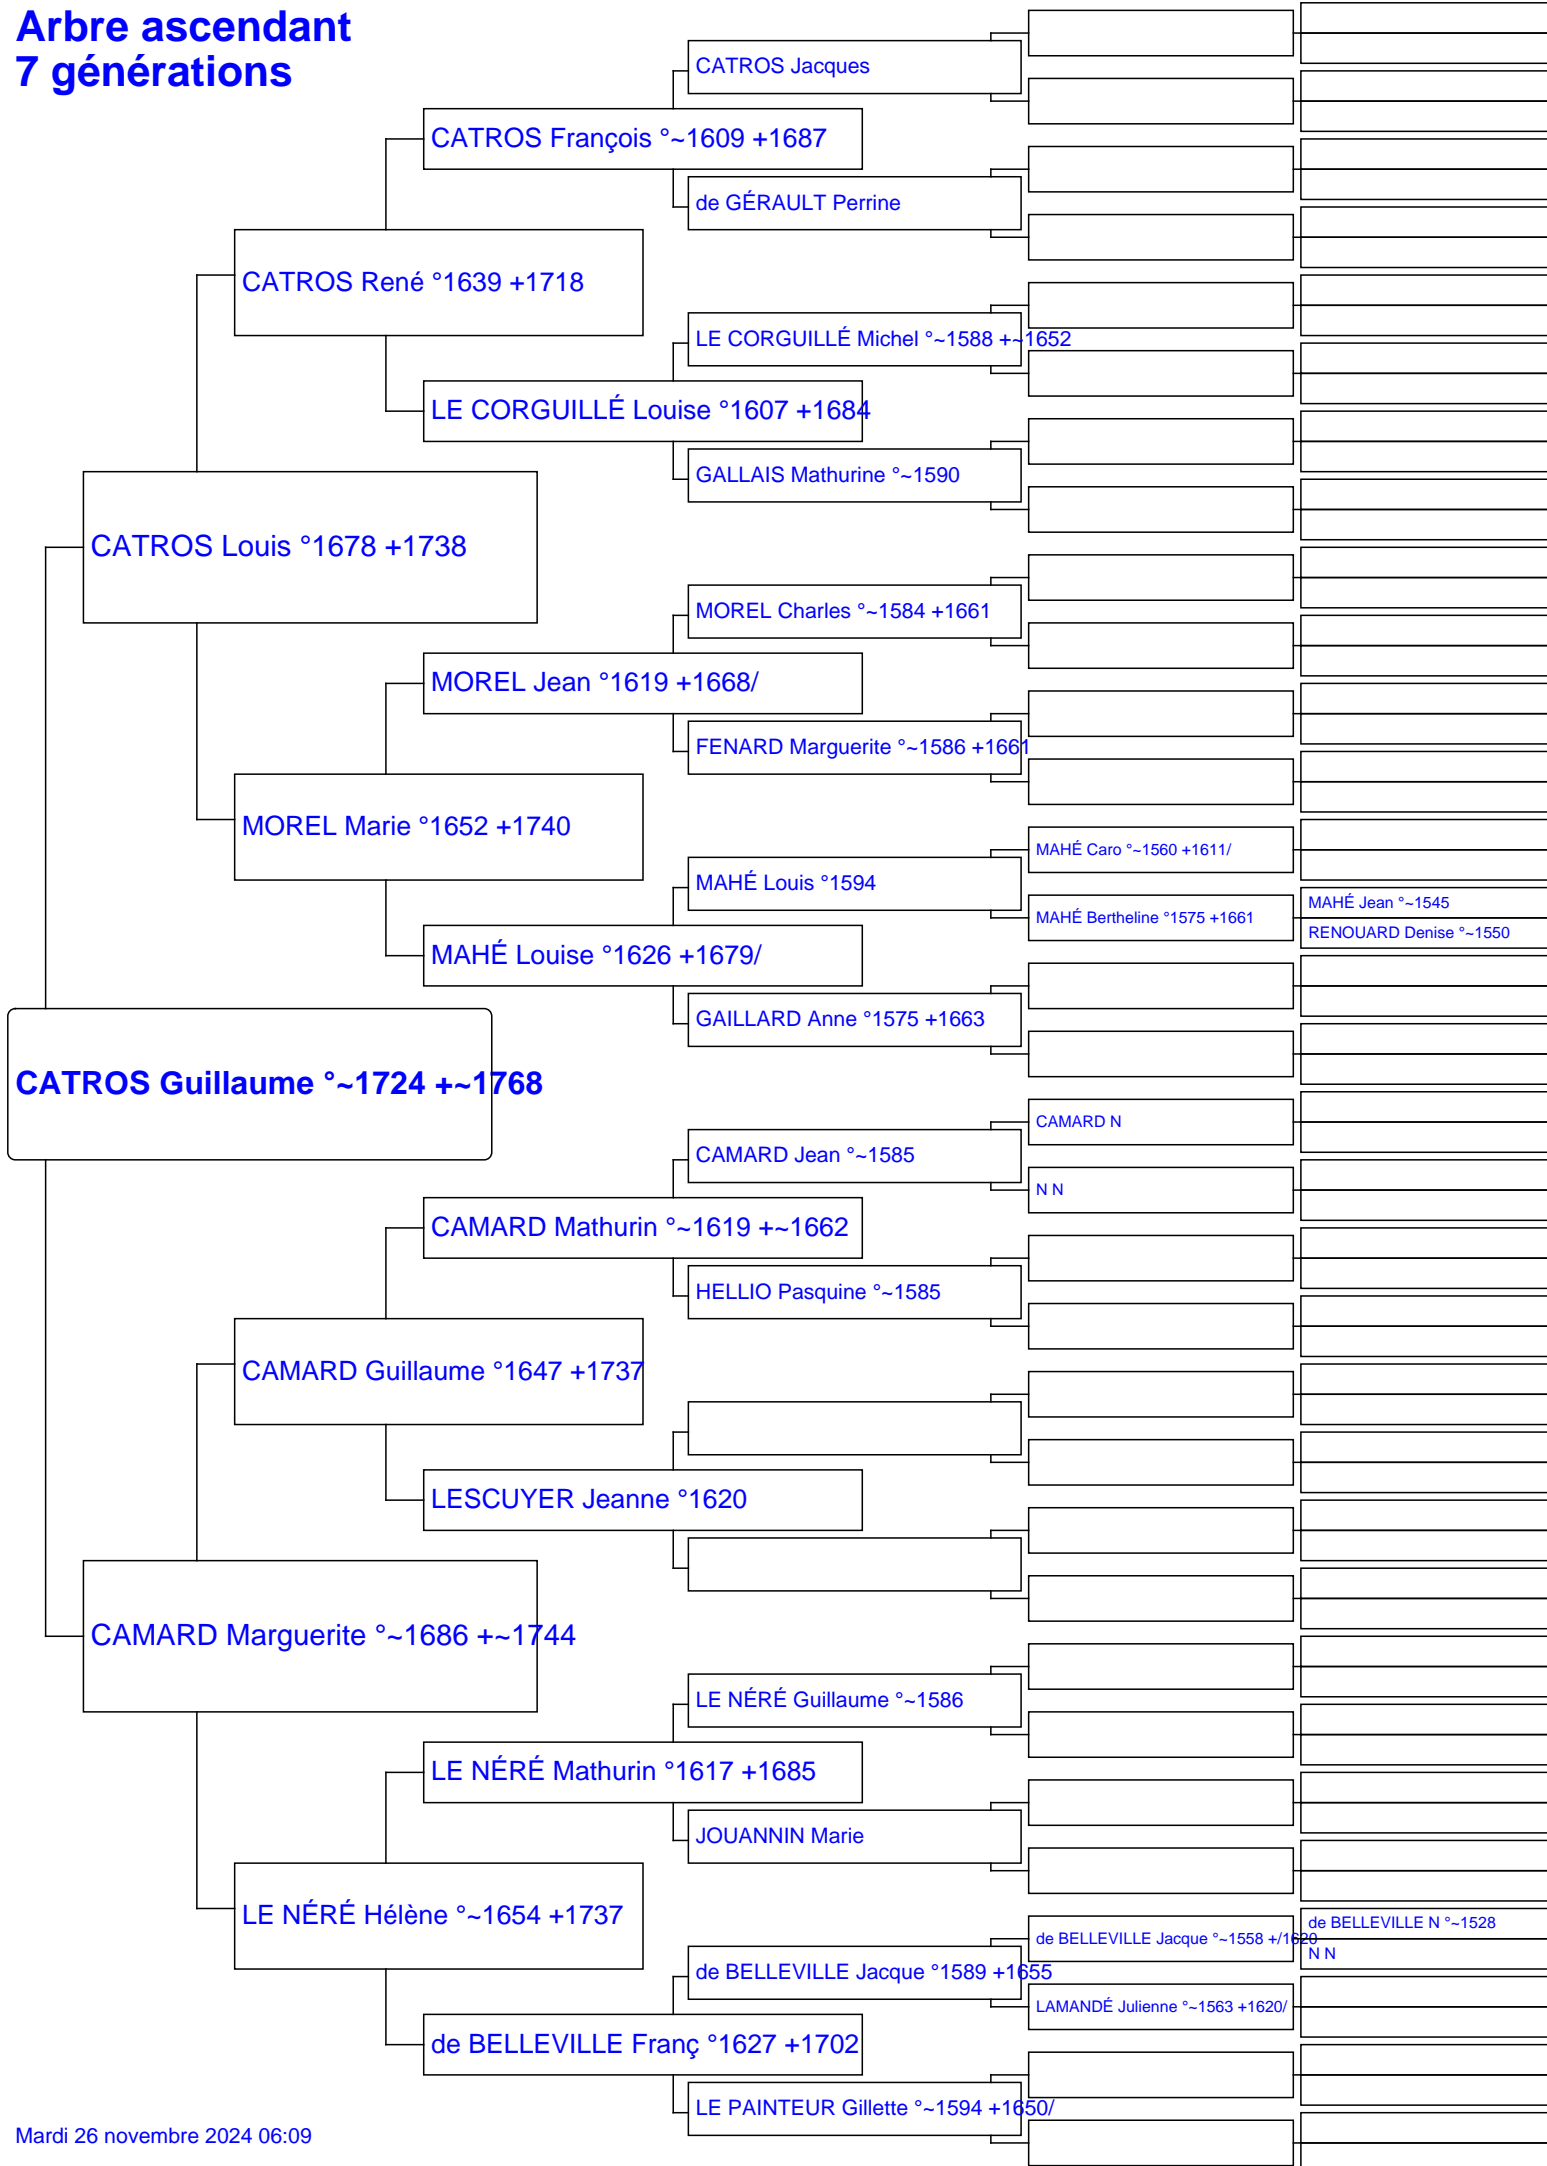 Arbre ascendant
7 générations
CATROS Jacques
CATROS François °~1609 +1687
de GÉRAULT Perrine
CATROS René °1639 +1718
LE CORGUILLÉ Michel °~1588 +~1652
LE CORGUILLÉ Louise °1607 +1684
GALLAIS Mathurine °~1590
CATROS Louis °1678 +1738
MOREL Charles °~1584 +1661
MOREL Jean °1619 +1668/
FENARD Marguerite °~1586 +1661
MOREL Marie °1652 +1740
MAHÉ Caro °~1560 +1611/
MAHÉ Louis °1594
MAHÉ Jean °~1545
MAHÉ Bertheline °1575 +1661
RENOUARD Denise °~1550
MAHÉ Louise °1626 +1679/
GAILLARD Anne °1575 +1663
CATROS Guillaume °~1724 +~1768
CAMARD N
CAMARD Jean °~1585
N N
CAMARD Mathurin °~1619 +~1662
HELLIO Pasquine °~1585
CAMARD Guillaume °1647 +1737
LESCUYER Jeanne °1620
CAMARD Marguerite °~1686 +~1744
LE NÉRÉ Guillaume °~1586
LE NÉRÉ Mathurin °1617 +1685
JOUANNIN Marie
LE NÉRÉ Hélène °~1654 +1737
de BELLEVILLE N °~1528
de BELLEVILLE Jacque °~1558 +/1620
N N
de BELLEVILLE Jacque °1589 +1655
LAMANDÉ Julienne °~1563 +1620/
de BELLEVILLE Franç °1627 +1702
LE PAINTEUR Gillette °~1594 +1650/
Mardi 26 novembre 2024 06:09